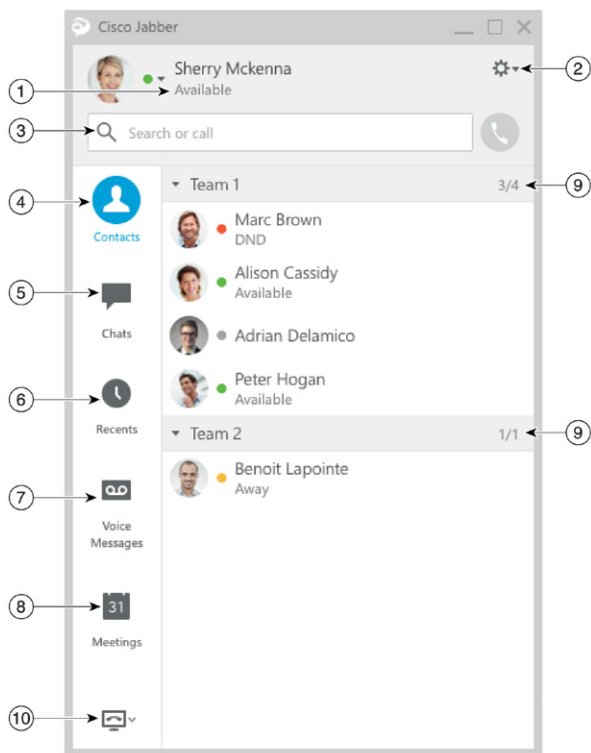 Cisco Jabber
Sherry Mckenna
Available
1
2
3
Search or call
4
Contacts
Team 1
3/4
9
Marc Brown
DND
Alison Cassidy
Available
5
Chats
Adrian Delamico
Peter Hogan
Available
6
Recents
Team 2
1/1
9
Benoit Lapointe
Away
7
Voice
Messages
8
31
Meetings
10